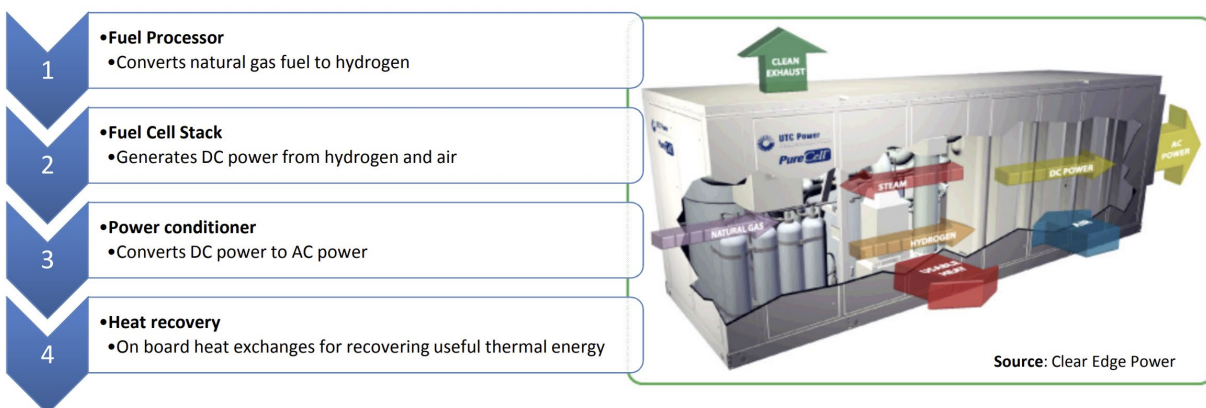 1
•Fuel Processor
•Converts natural gas fuel to hydrogen
2
•Fuel Cell Stack
•Generates DC power from hydrogen and air
3
•Power conditioner
•Converts DC power to AC power
4
•Heat recovery
•On board heat exchanges for recovering useful thermal energy
CLEAN
EXHAUST
UTC Power
PureCell
AC
POWER
STEAM
DC POWER
NATURAL GAS
HYDROGEN
AIR
USABLE
HEAT
Source: Clear Edge Power